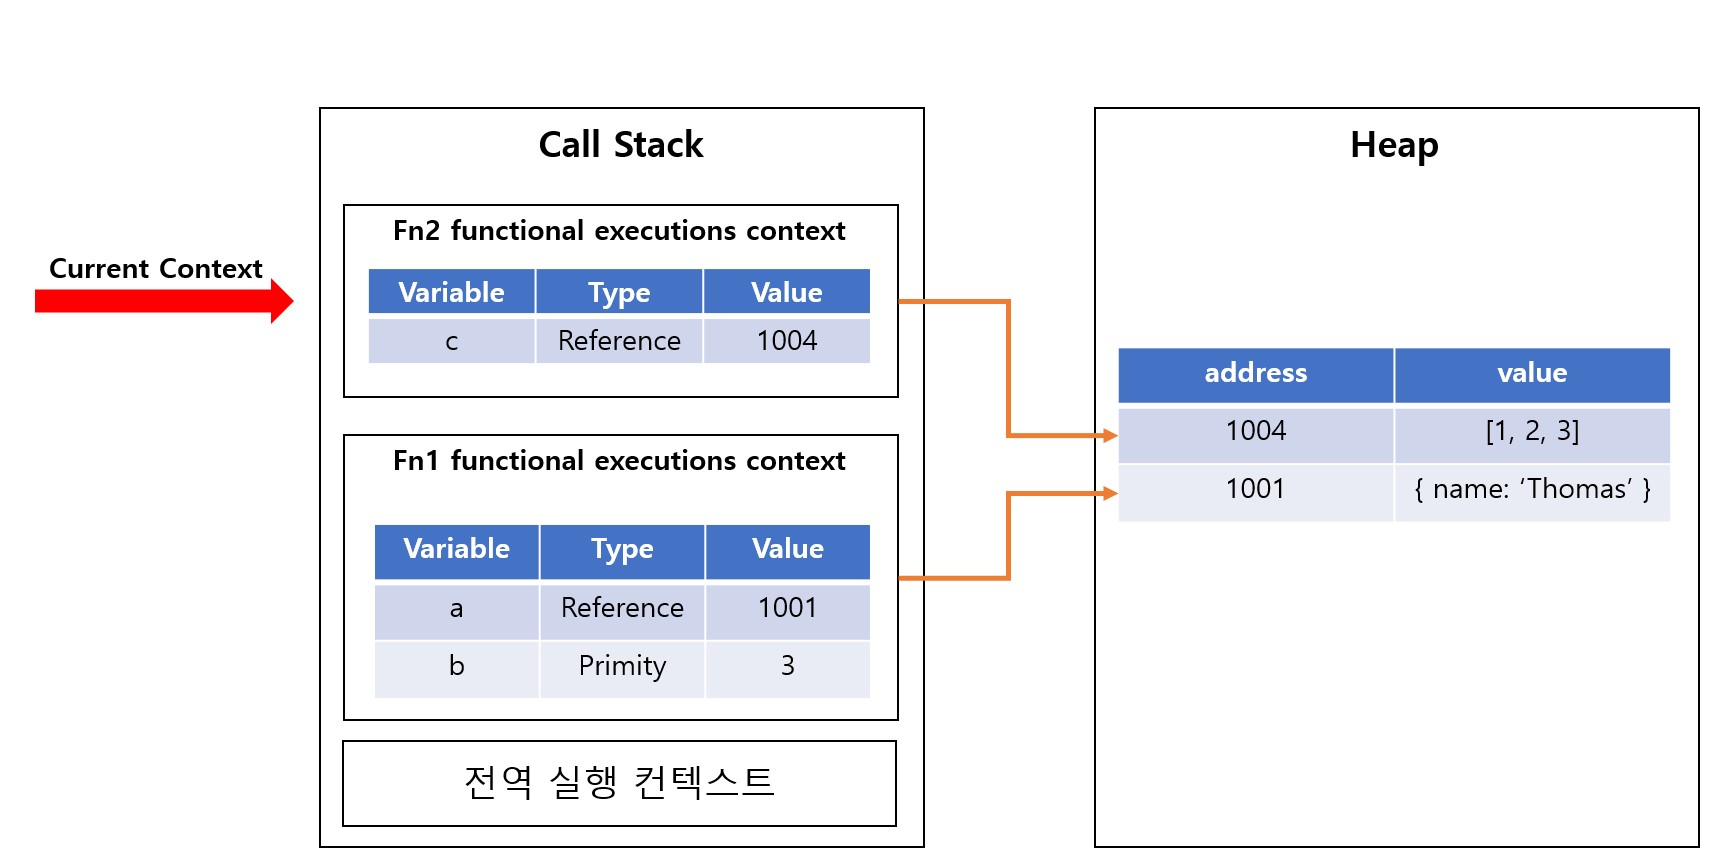 Call Stack
Heap
Fn2 functional executions context
Current Context
Variable Type Value
c Reference 1004
Fn1 functional executions context
Variable Type Value
a Reference 1001
b Primity 3
전역 실행 컨텍스트
address value
1004 [1, 2, 3]
1001 { name: ‘Thomas’ }